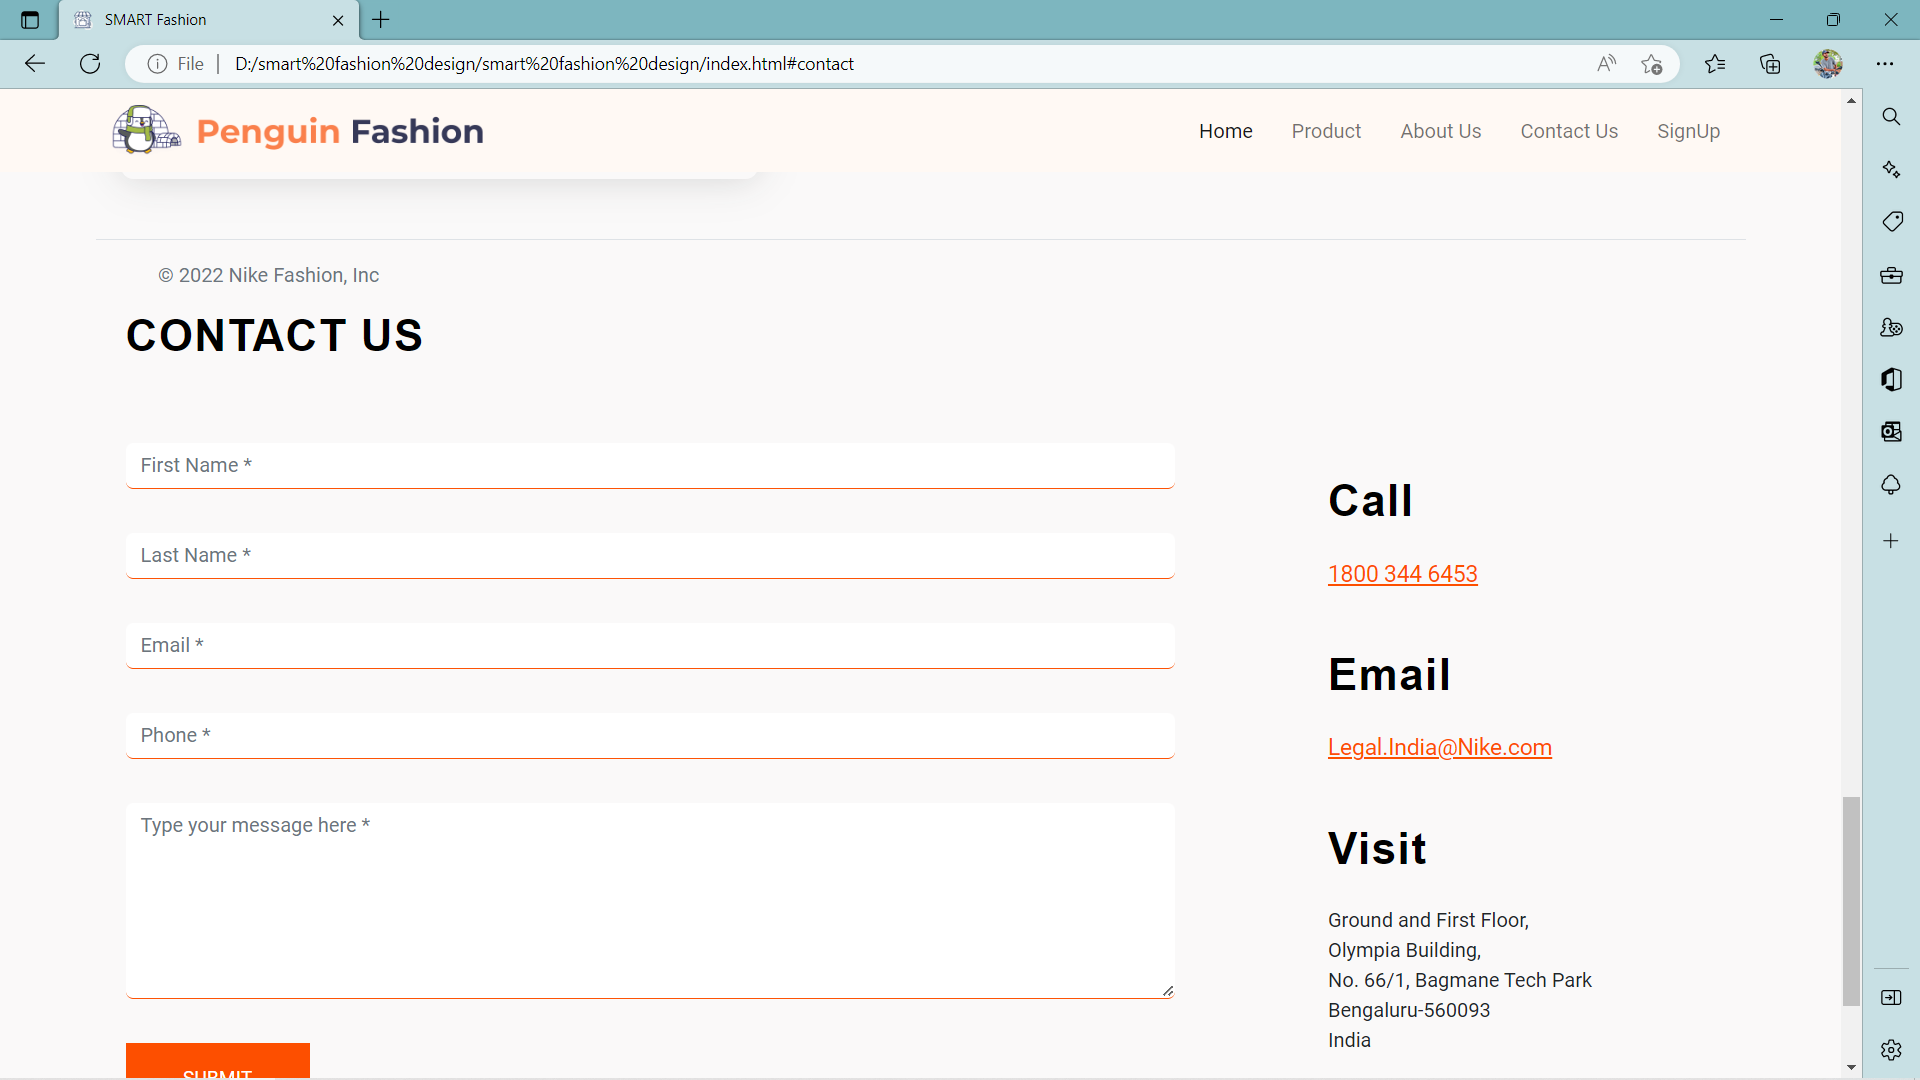 SMART Fashion
File
D:/smart%20fashion%20design/smart%20fashion%20design/index.html#contact
Penguin Fashion
Home
Product
About Us
Contact Us
SignUp
© 2022 Nike Fashion, Inc
CONTACT US
First Name *
Last Name *
Email *
Phone *
Type your message here *
SUBMIT
Call
1800 344 6453
Email
Legal.India@Nike.com
Visit
Ground and First Floor,
Olympia Building,
No. 66/1, Bagmane Tech Park
Bengaluru-560093
India